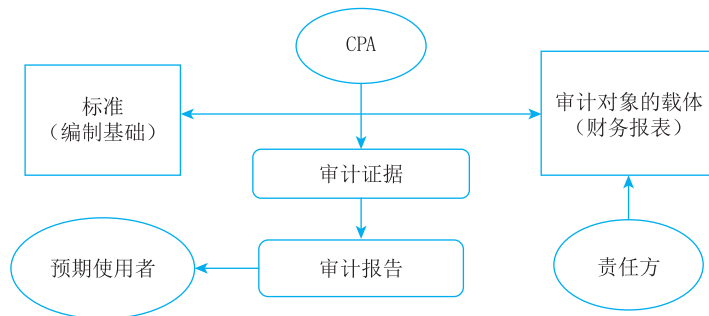 CPA
标准
（编制基础）
审计对象的载体
（财务报表）
审计证据
预期使用者
审计报告
责任方